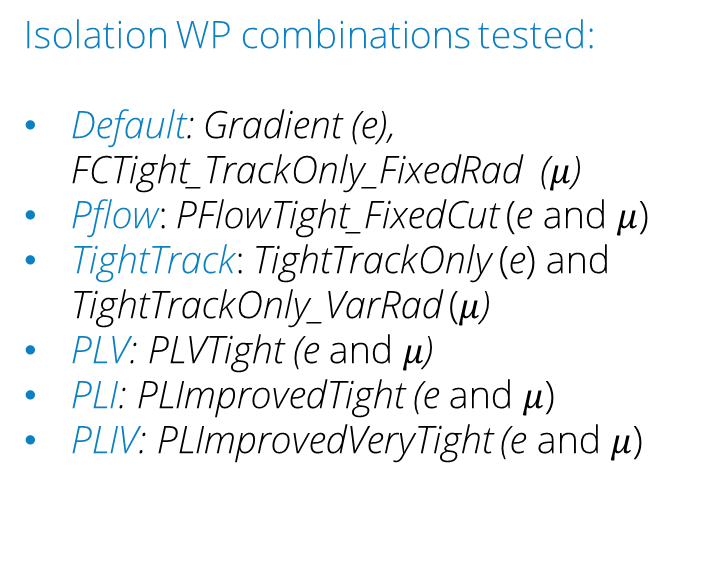 Isolation WP combinations tested:
• Default: Gradient (e),
FCTight_TrackOnly_FixedRad (μ)
• Pflow: PFlowTight_FixedCut (e and μ)
• TightTrack: TightTrackOnly (e) and
TightTrackOnly_VarRad (μ)
• PLV: PLVTight (e and μ)
• PLI: PLImprovedTight (e and μ)
• PLIV: PLImprovedVeryTight (e and μ)